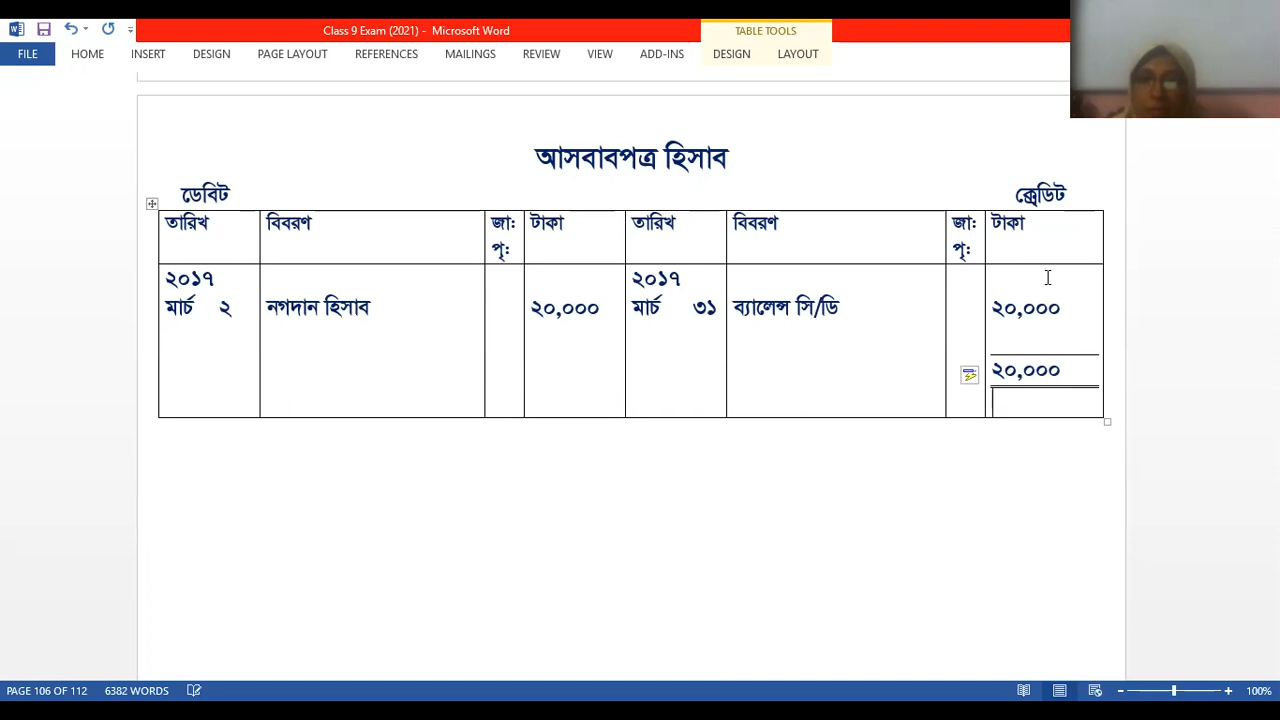 Class 9 Exam (2021) - Microsoft Word
TABLE TOOLS
FILE HOME INSERT DESIGN PAGE LAYOUT REFERENCES MAILINGS REVIEW VIEW ADD-INS DESIGN LAYOUT
আসবাবপত্র হিসাব
ডেবিট ক্রেডিট
তারিখ বিবরণ জা: টাকা তারিখ বিবরণ জা: টাকা
পৃ: পৃ:
২০১৭ ২০১৭
মার্চ ২ নগদান হিসাব ২০,০০০ মার্চ ৩১ ব্যালেন্স সি/ডি ২০,০০০
২০,০০০
PAGE 106 OF 112 6382 WORDS 100%